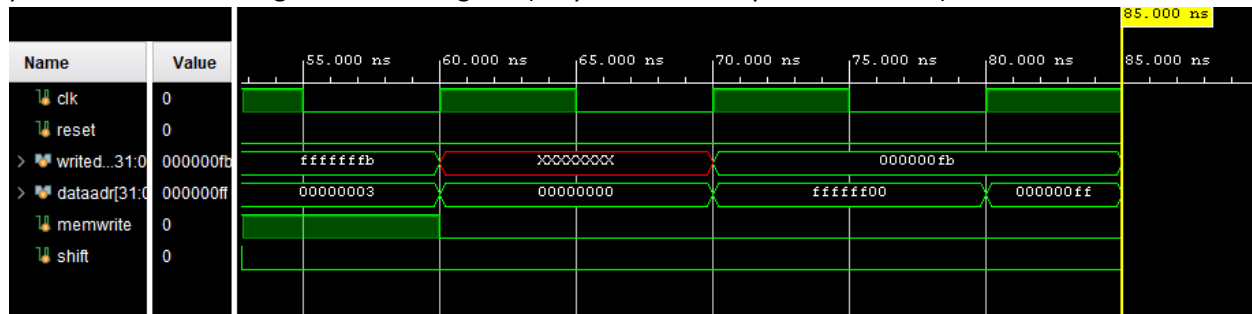 85.000 ns
Name Value 55.000 ns 60.000 ns 65.000 ns 70.000 ns 75.000 ns 80.000 ns 85.000 ns
clk 0
reset 0
> writed...31:0 000000fb fffffffb XXXXXXXX 000000fb
> dataadr[31:0 000000ff 00000003 00000000 ffffff00 000000ff
memwrite 0
shift 0